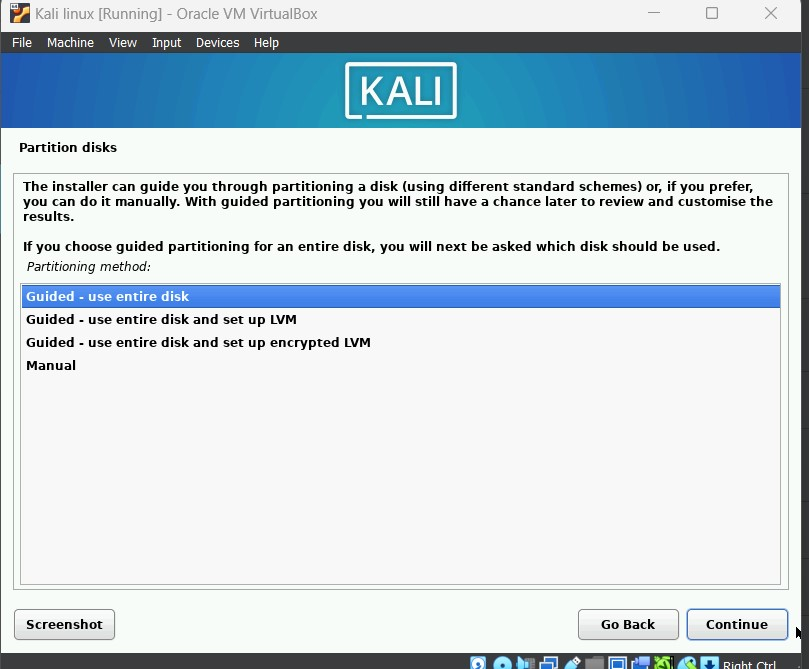 Kali linux [Running] - Oracle VM VirtualBox
File Machine View Input Devices Help
KALI
Partition disks
The installer can guide you through partitioning a disk (using different standard schemes) or, if you prefer,
you can do it manually. With guided partitioning you will still have a chance later to review and customise the
results.
If you choose guided partitioning for an entire disk, you will next be asked which disk should be used.
Partitioning method:
Guided - use entire disk
Guided - use entire disk and set up LVM
Guided - use entire disk and set up encrypted LVM
Manual
Screenshot
Go Back
Continue
Right Ctrl